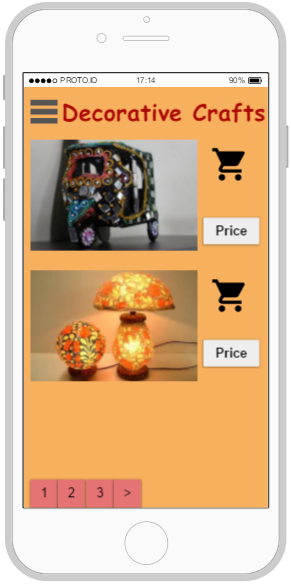 PROTO.IO 17:14 90%
Decorative Crafts
Price
Price
1 2 3 >